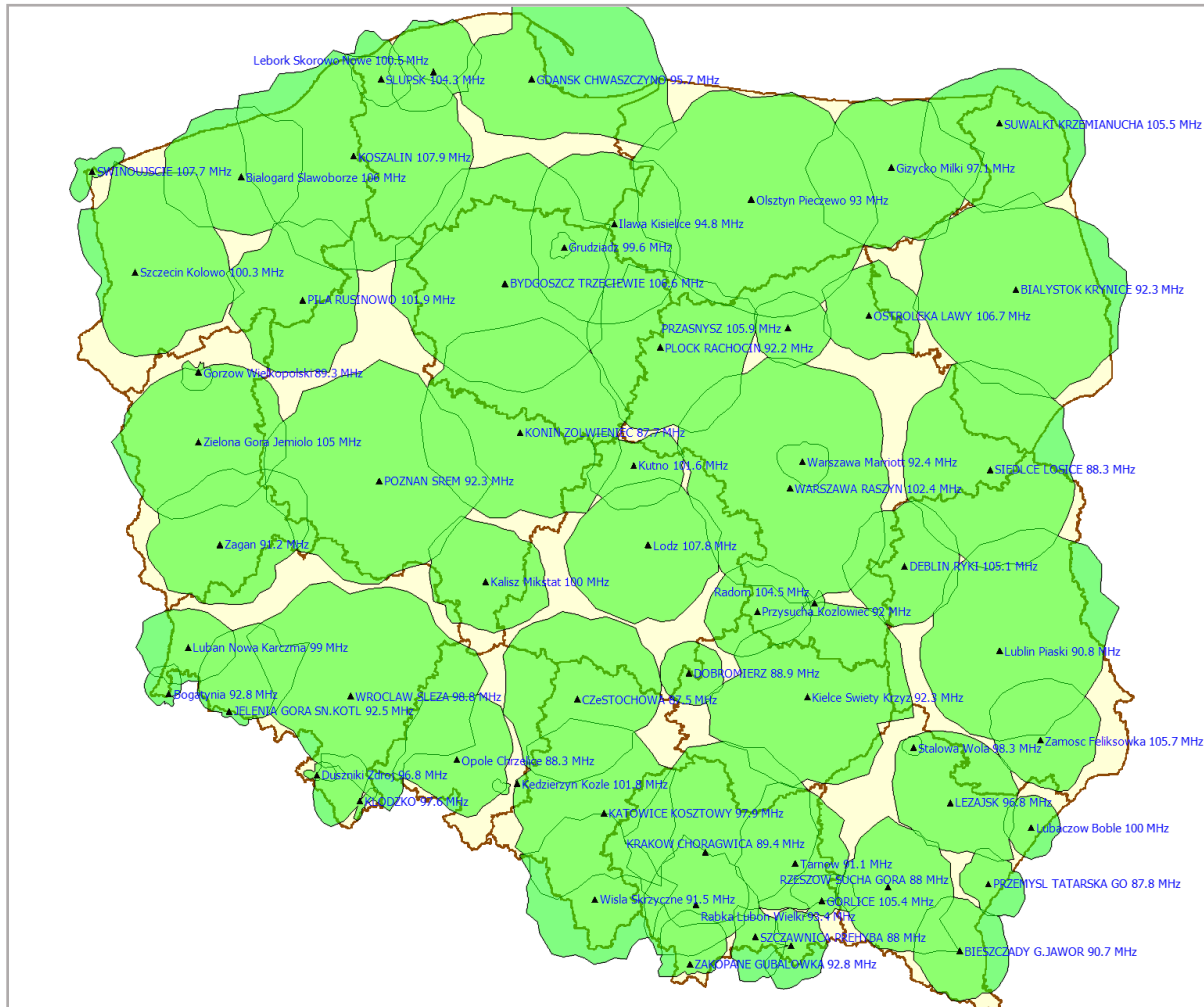 Lebork Skorowo Nowe 100.5 MHz
SLUPSK 104.3 MHz
GDANSK CHWASZCZYNO 95.7 MHz
SUWALKI KRZEMIANUCHA 105.5 MHz
KOSZALIN 107.9 MHz
SWINOUJSCIE 107.7 MHz
Bialogard Slawoborze 106 MHz
Gizycko Milki 97.1 MHz
Olsztyn Pieczewo 93 MHz
Ilawa Kisielice 94.8 MHz
Grudziadz 99.6 MHz
Szczecin Kolowo 100.3 MHz
BYDGOSZCZ TRZECIEWIE 106.6 MHz
BIALYSTOK KRYNICE 92.3 MHz
PILA RUSINOWO 101.9 MHz
OSTROLEKA LAWY 106.7 MHz
PRZASNYSZ 105.9 MHz
PLOCK RACHOCIN 92.2 MHz
Gorzow Wielkopolski 89.3 MHz
KONIN ZOLWIENIEC 87.7 MHz
Zielona Gora Jemiolo 105 MHz
Kutno 101.6 MHz
Warszawa Marriott 92.4 MHz
SIEDLCE LOSICE 88.3 MHz
POZNAN SREM 92.3 MHz
WARSZAWA RASZYN 102.4 MHz
Zagan 91.2 MHz
Lodz 107.8 MHz
DEBLIN RYKI 105.1 MHz
Kalisz Mikstat 100 MHz
Radom 104.5 MHz
Przysucha Kozlowiec 92 MHz
Luban Nowa Karczma 99 MHz
Lublin Piaski 90.8 MHz
DOBROMIERZ 88.9 MHz
Bogatynia 92.8 MHz
WROCLAW SLEZA 98.8 MHz
CZeSTOCHOWA 87.5 MHz
Kielce Swiety Krzyz 92.3 MHz
JELENIA GORA SN.KOTL 92.5 MHz
Zamosc Feliksowka 105.7 MHz
Stalowa Wola 98.3 MHz
Opole Chrzelice 88.3 MHz
Duszniki Zdroj 96.8 MHz
Kedzierzyn Kozle 101.8 MHz
KLODZKO 97.6 MHz
LEZAJSK 96.8 MHz
KATOWICE KOSZTOWY 97.9 MHz
Lubaczow Boble 100 MHz
KRAKOW CHORAGWICA 89.4 MHz
Tarnow 91.1 MHz
RZESZOW SUCHA GORA 88 MHz
PRZEMYSL TATARSKA GO 87.8 MHz
Wisla Skrzyczne 91.5 MHz
GORLICE 105.4 MHz
Rabka Lubon Wielki 93.4 MHz
SZCZAWNICA PREHYBA 88 MHz
BIESZCZADY G.JAWOR 90.7 MHz
ZAKOPANE GUBALOWKA 92.8 MHz